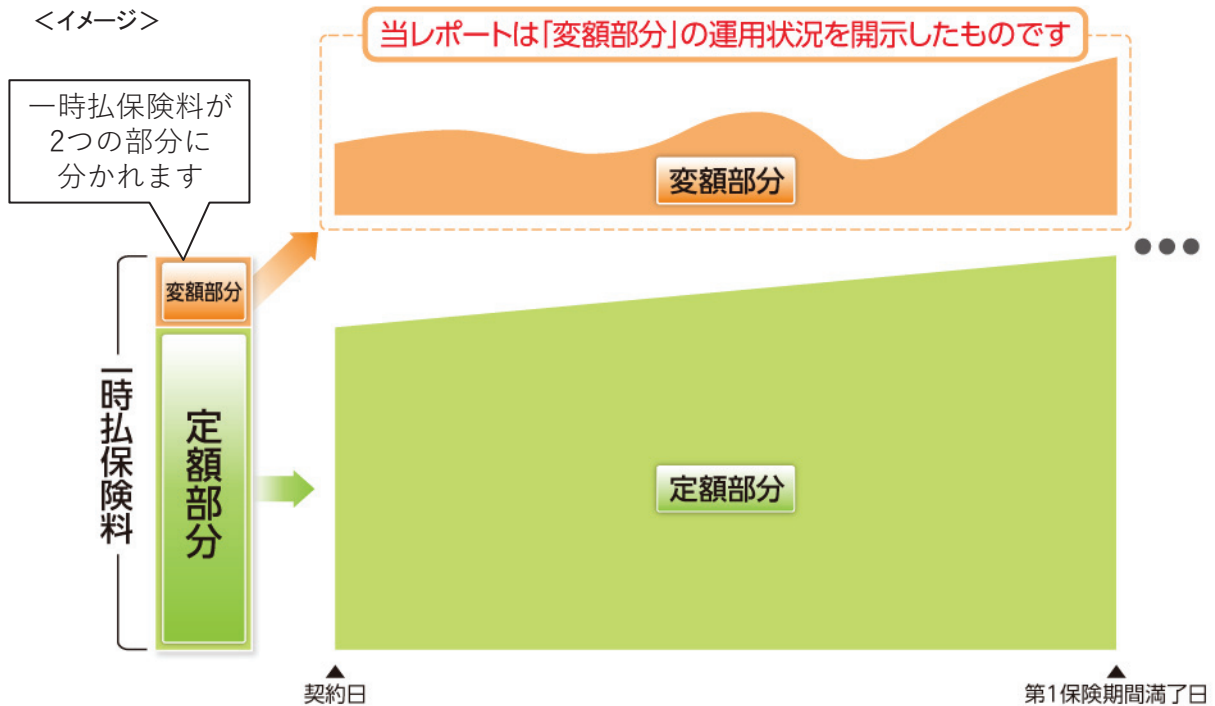 ＜イメージ＞
当レポートは「変額部分」の運用状況を開示したものです
一時払保険料が
2つの部分に
分かれます
変額部分
変額部分
●●●
一時払保険料
定額部分
定額部分
▲
契約日
▲
第1保険期間満了日